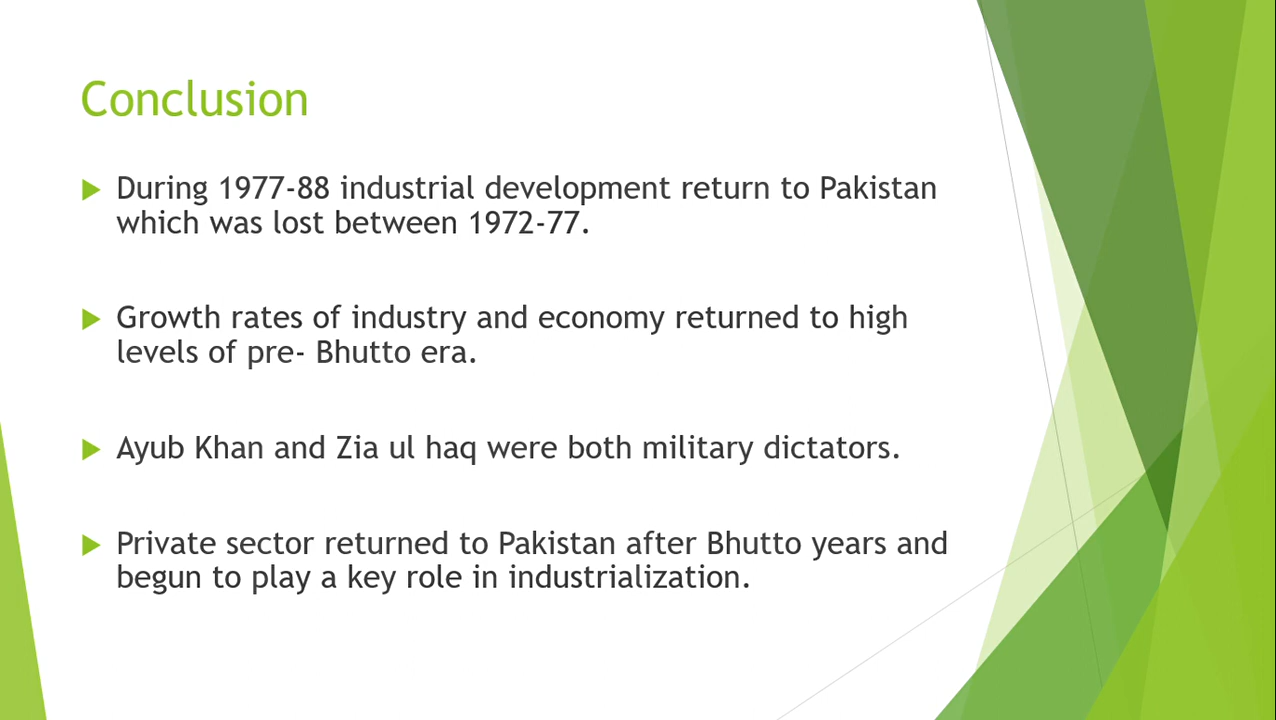 Conclusion
During 1977-88 industrial development return to Pakistan
which was lost between 1972-77.
Growth rates of industry and economy returned to high
levels of pre- Bhutto era.
Ayub Khan and Zia ul haq were both military dictators.
Private sector returned to Pakistan after Bhutto years and
begun to play a key role in industrialization.